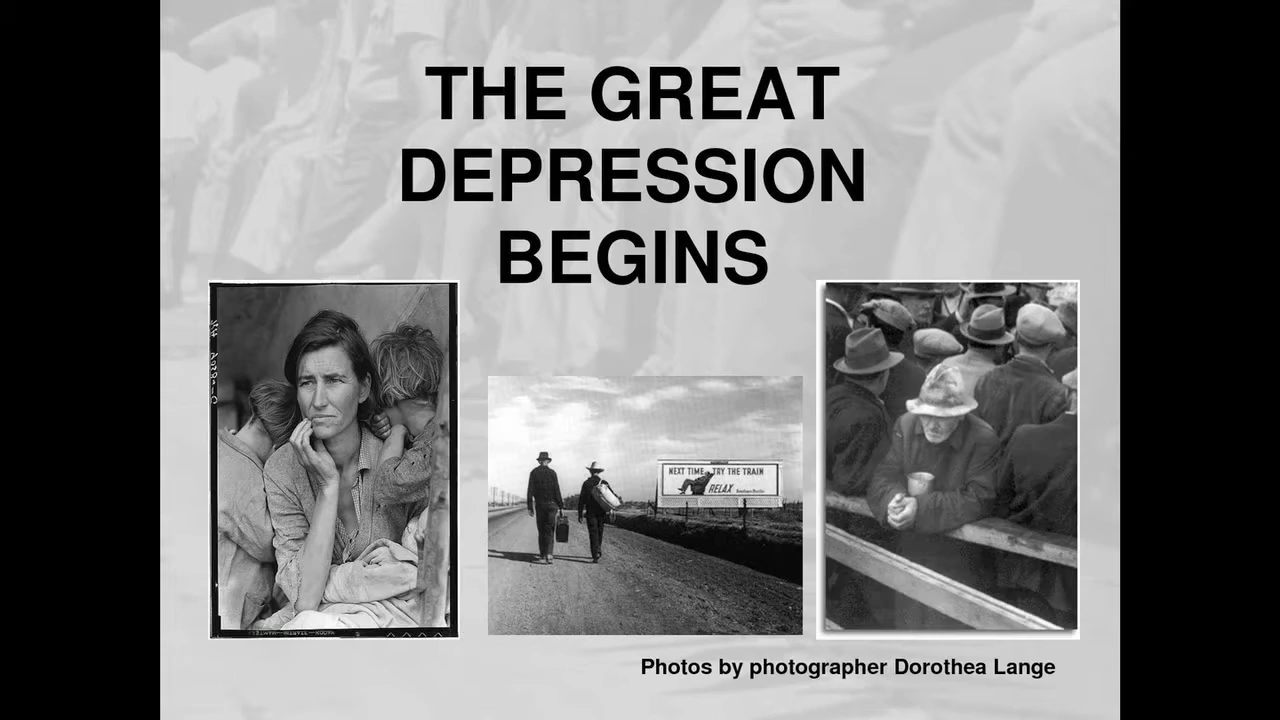 THE GREAT
DEPRESSION
BEGINS
NEXT TIME TRY THE TRAIN
RELAX
Photos by photographer Dorothea Lange